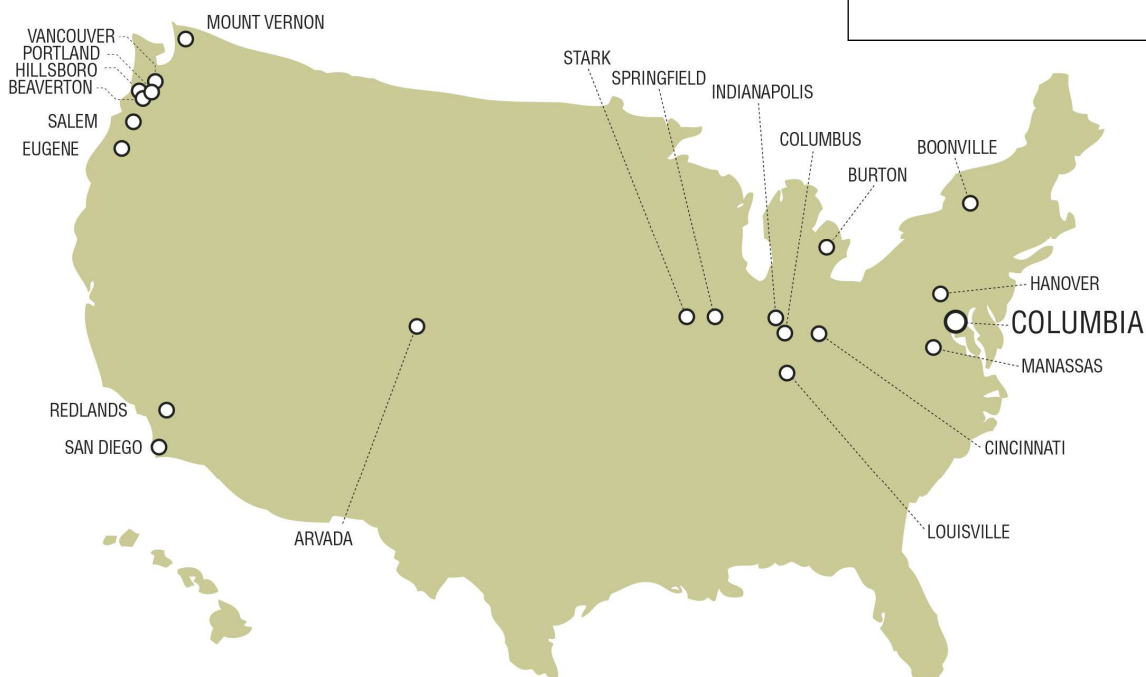 MOUNT VERNON
VANCOUVER
PORTLAND
HILLSBORO
BEAVERTON
SALEM
EUGENE
STARK
SPRINGFIELD
INDIANAPOLIS
COLUMBUS
BURTON
BOONVILLE
HANOVER
COLUMBIA
MANASSAS
REDLANDS
SAN DIEGO
CINCINNATI
ARVADA
LOUISVILLE